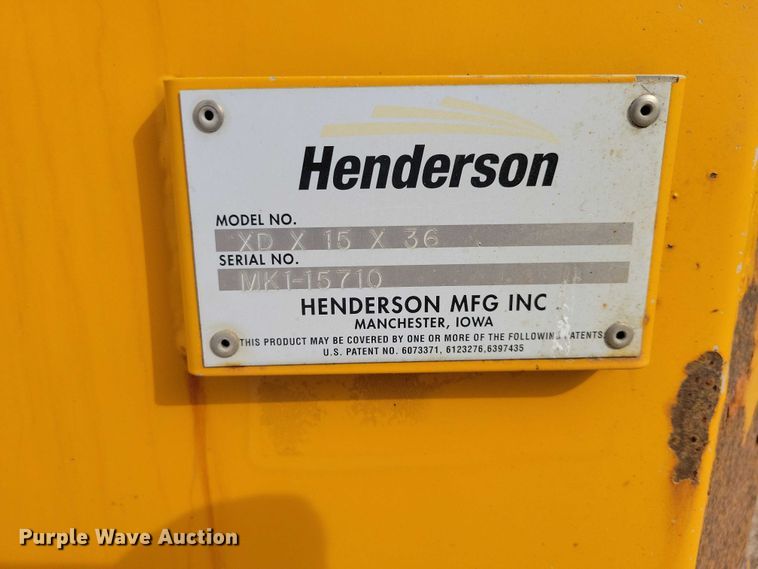 Henderson
MODEL NO.
XD X 15 X 36
SERIAL NO.
MK1-15710
HENDERSON MFG INC
MANCHESTER, IOWA
THIS PRODUCT MAY BE COVERED BY ONE OR MORE OF THE FOLLOWING PATENTS
U.S. PATENT NO. 6073371, 6123276,6397435
Purple Wave Auction®